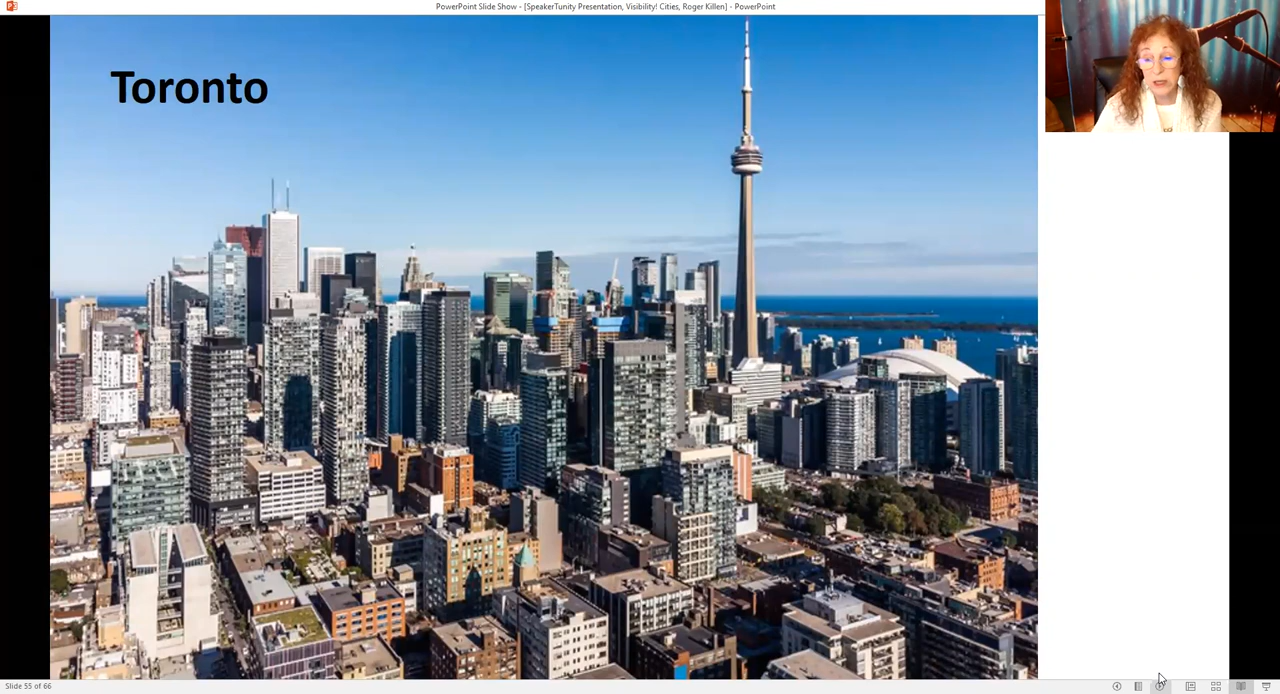 PowerPoint Slide Show - [SpeakerTunity Presentation, Visibility! Cities, Roger Killen] - PowerPoint
Toronto
Slide 55 of 66